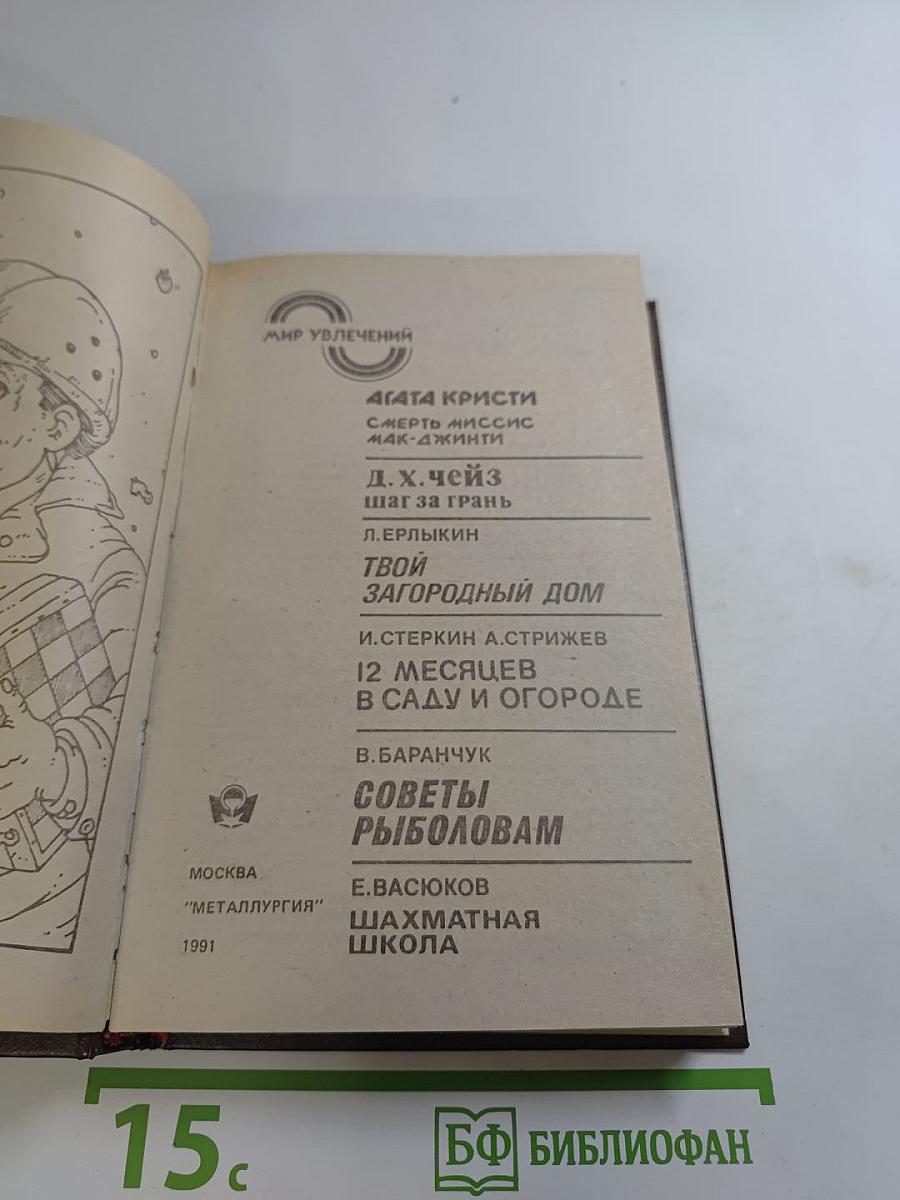 МИР УВЛЕЧЕНИЙ
АГАТА КРИСТИ
СМЕРТЬ МИССИС
МАК-ДЖИНТИ
Д.Х.ЧЕЙЗ
ШАГ ЗА ГРАНЬ
Л.ЕРЛЫКИН
ТВОЙ
ЗАГОРОДНЫЙ ДОМ
И.СТЕРКИН А.СТРИЖЕВ
12 МЕСЯЦЕВ
В САДУ И ОГОРОДЕ
В.БАРАНЧУК
СОВЕТЫ
РЫБОЛОВАМ
Е.ВАСЮКОВ
ШАХМАТНАЯ
ШКОЛА
МОСКВА
"МЕТАЛЛУРГИЯ"
1991
15 с
БФ БИБЛИОФАН